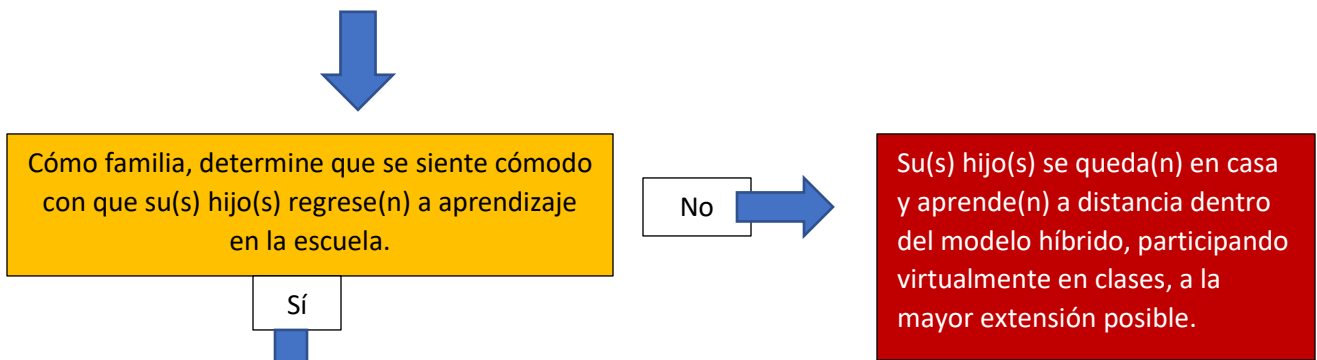 Cómo familia, determine que se siente cómodo
con que su(s) hijo(s) regrese(n) a aprendizaje
en la escuela.
No
Su(s) hijo(s) se queda(n) en casa
y aprende(n) a distancia dentro
del modelo híbrido, participando
virtualmente en clases, a la
mayor extensión posible.
Sí